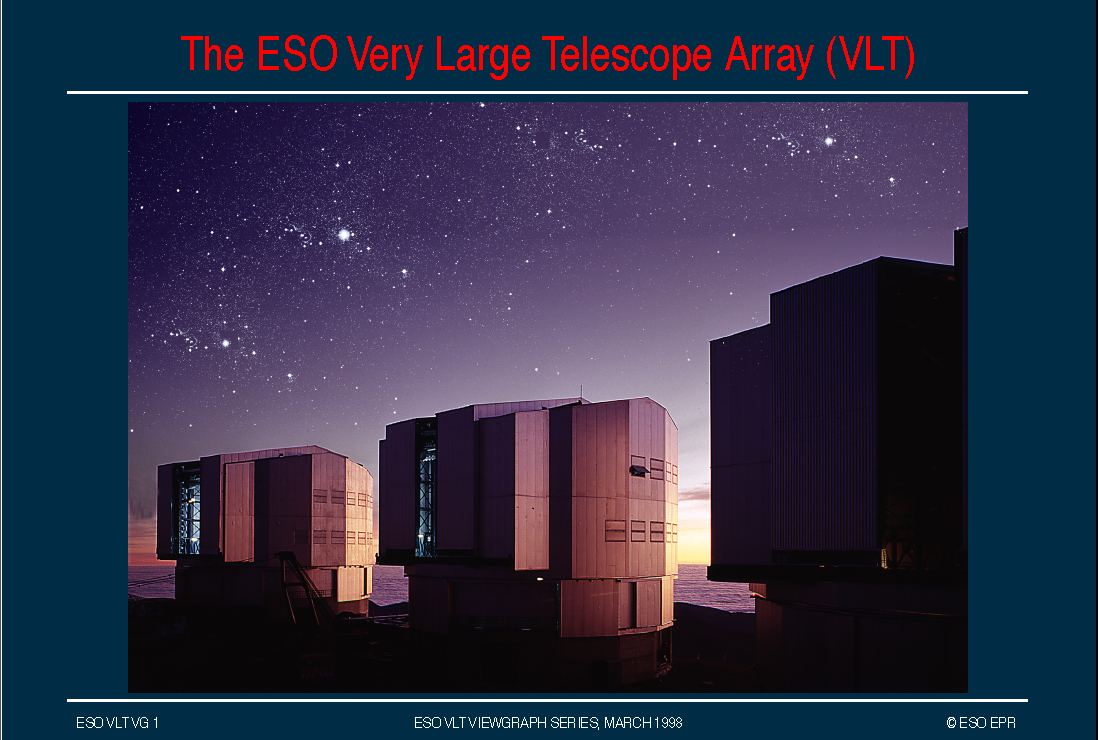 The ESO Very Large Telescope Array (VLT)
ESO VLT VG 1
ESO VLT VIEWGRAPH SERIES, MARCH 1998
© ESO EPR